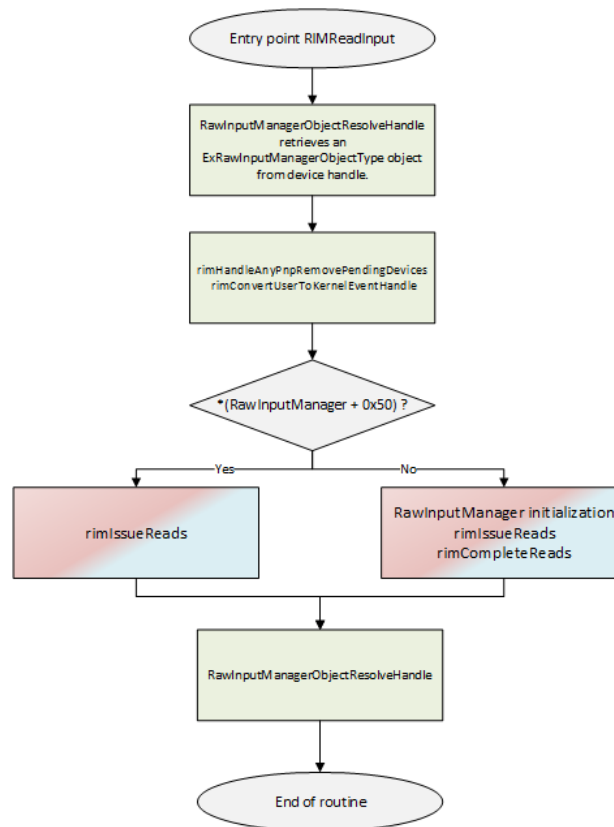 Entry point RIMReadInput
RawInputManagerObjectResolveHandle
retrieves an
ExRawInputManagerObjectType object
from device handle.
rimHandleAnyPnpRemovePendingDevices
rimConvertUserToKernelEventHandle
*(RawInputManager + 0x50) ?
Yes
No
rimIssueReads
RawInputManager initialization
rimIssueReads
rimCompleteReads
RawInputManagerObjectResolveHandle
End of routine